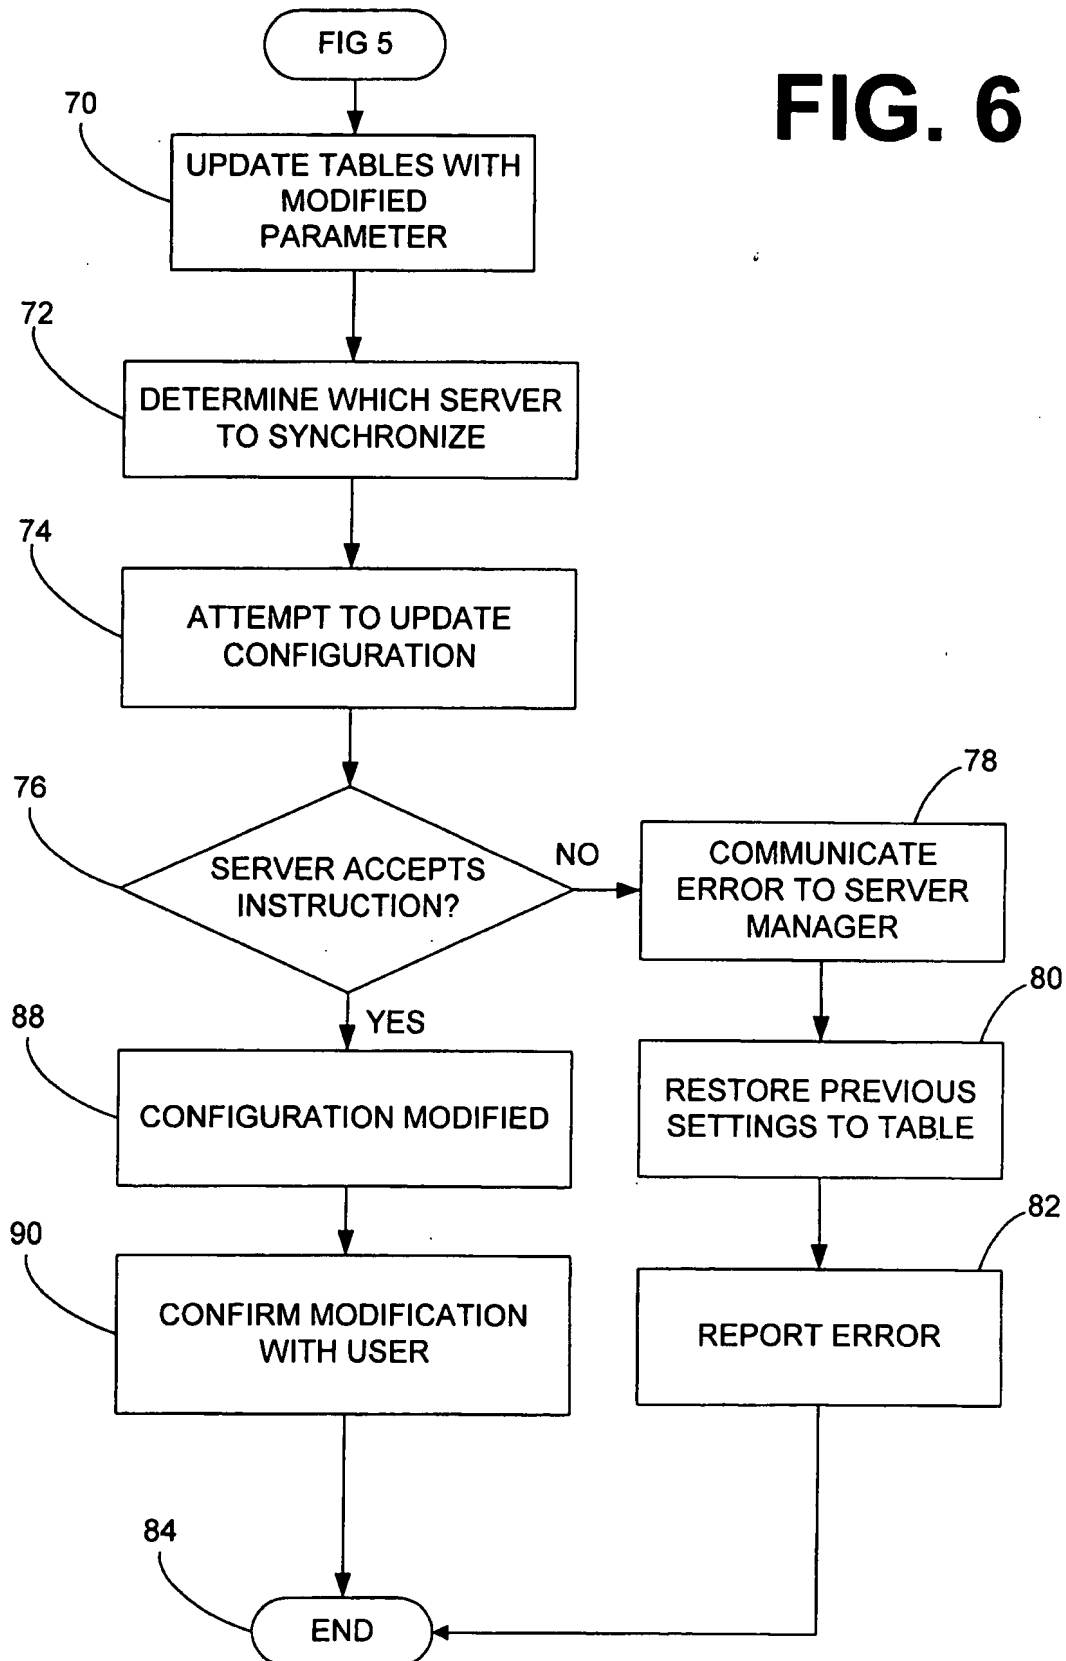 FIG 5
FIG. 6
70
UPDATE TABLES WITH
MODIFIED
PARAMETER
72
DETERMINE WHICH SERVER
TO SYNCHRONIZE
74
ATTEMPT TO UPDATE
CONFIGURATION
76
SERVER ACCEPTS
INSTRUCTION?
NO
78
COMMUNICATE
ERROR TO SERVER
MANAGER
YES
80
RESTORE PREVIOUS
SETTINGS TO TABLE
88
CONFIGURATION MODIFIED
82
REPORT ERROR
90
CONFIRM MODIFICATION
WITH USER
84
END